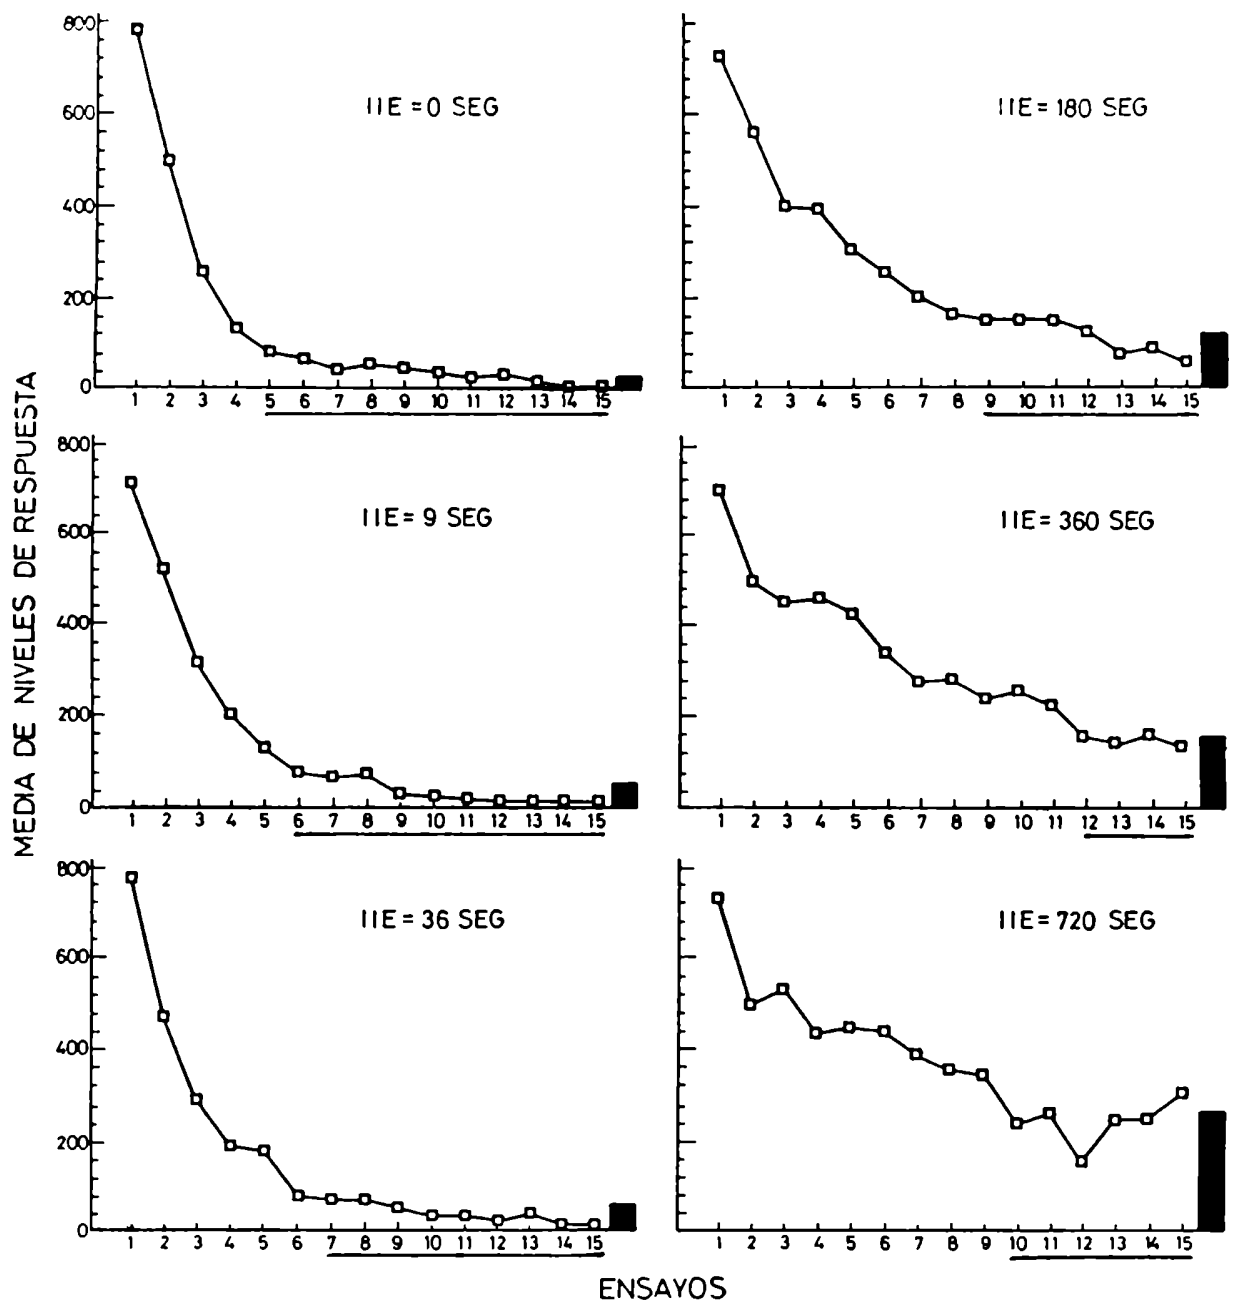 MEDIA DE NIVELES DE RESPUESTA
IIE = 0 SEG
800
600
400
200
0
1 2 3 4 5 6 7 8 9 10 11 12 13 14 15
IIE = 180 SEG
1 2 3 4 5 6 7 8 9 10 11 12 13 14 15
IIE = 9 SEG
800
600
400
200
0
1 2 3 4 5 6 7 8 9 10 11 12 13 14 15
IIE = 360 SEG
1 2 3 4 5 6 7 8 9 10 11 12 13 14 15
IIE = 36 SEG
800
600
400
200
0
1 2 3 4 5 6 7 8 9 10 11 12 13 14 15
IIE = 720 SEG
1 2 3 4 5 6 7 8 9 10 11 12 13 14 15
ENSAYOS